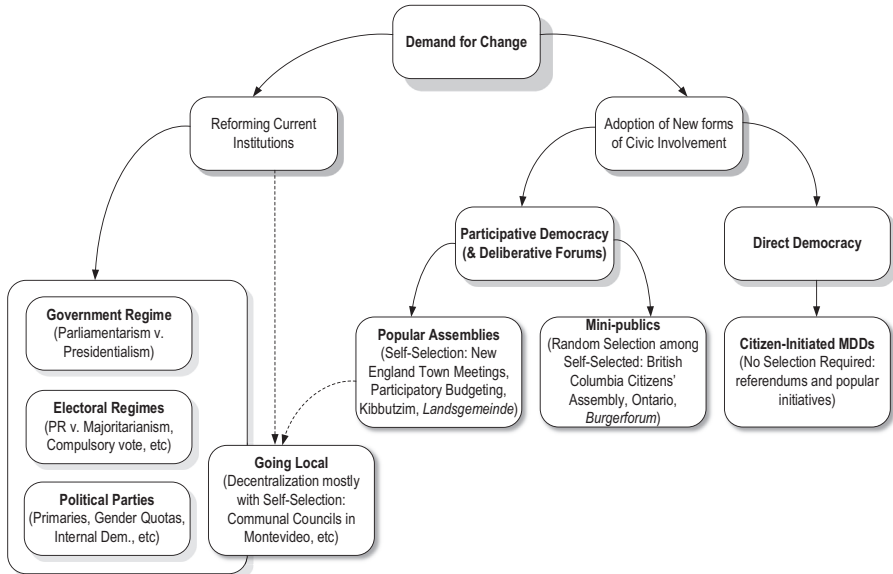 Demand for Change
Reforming Current
Institutions
Adoption of New forms
of Civic Involvement
Participative Democracy
(& Deliberative Forums)
Direct Democracy
Government Regime
(Parliamentarism v.
Presidentialism)
Electoral Regimes
(PR v. Majoritarianism,
Compulsory vote, etc)
Political Parties
(Primaries, Gender Quotas,
Internal Dem., etc)
Going Local
(Decentralization mostly
with Self-Selection:
Communal Councils in
Montevideo, etc)
Popular Assemblies
(Self-Selection: New
England Town Meetings,
Participatory Budgeting,
Kibbutzim, Landsgemeinde)
Mini-publics
(Random Selection among
Self-Selected: British
Columbia Citizens'
Assembly, Ontario,
Burgerforum)
Citizen-Initiated MDDs
(No Selection Required:
referendums and popular
initiatives)